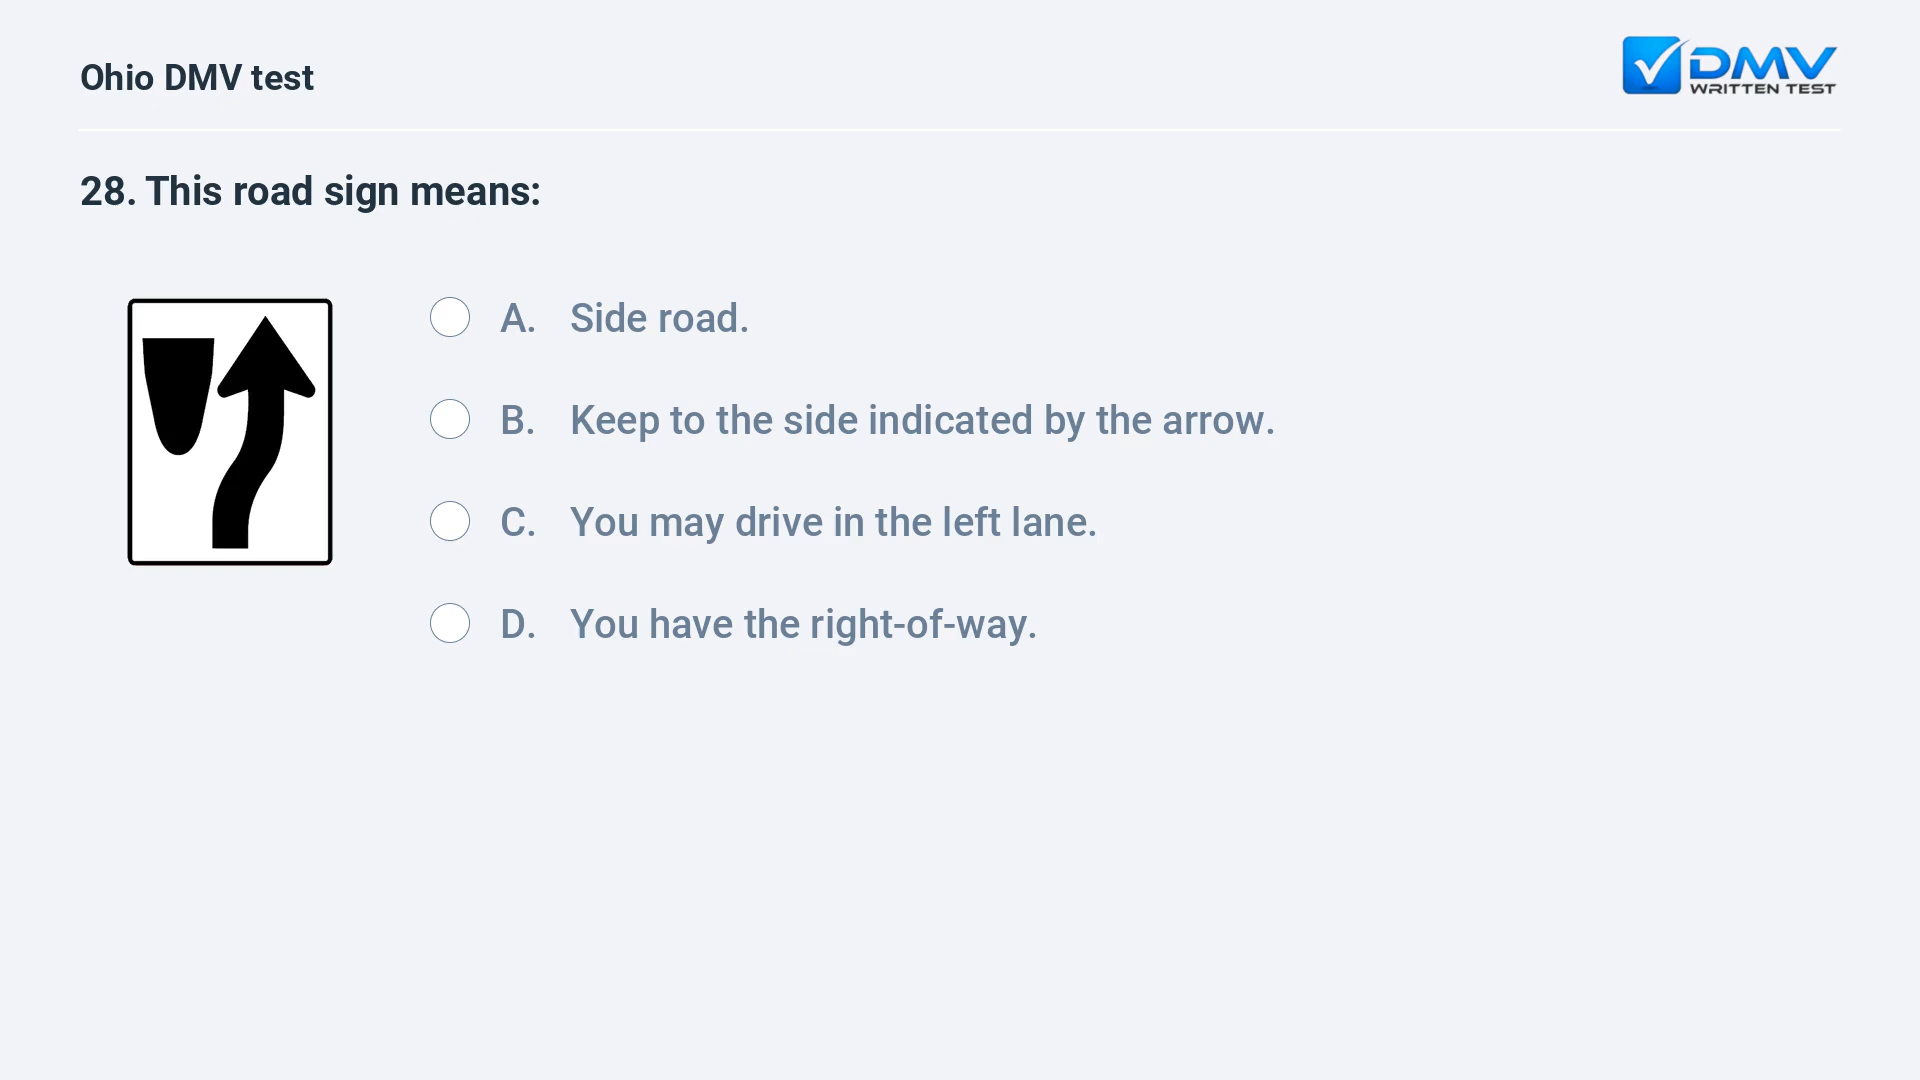 Ohio DMV test
DMV
WRITTEN TEST
28. This road sign means:
A. Side road.
B. Keep to the side indicated by the arrow.
C. You may drive in the left lane.
D. You have the right-of-way.